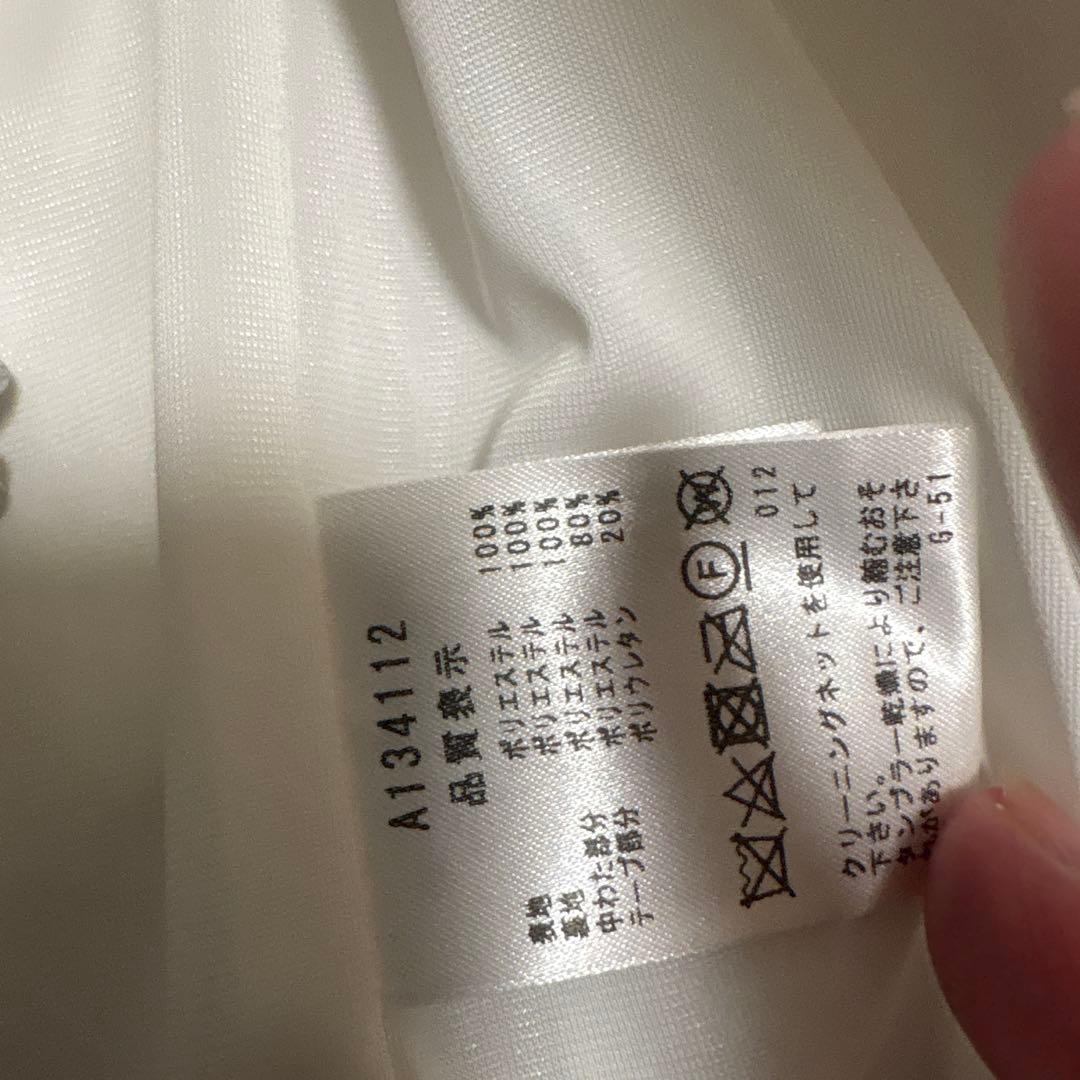 A134112
品質表示
表地 ポリエステル 100%
裏地 ポリエステル 100%
中わた部分 ポリエステル 100%
テープ部分 ポリエステル 80%
ポリウレタン 20%
W
F
012
クリーニングネットを使用して
下さい。
タンブラー乾燥により縮むおそ
がありますので、ご注意下さ
G-51